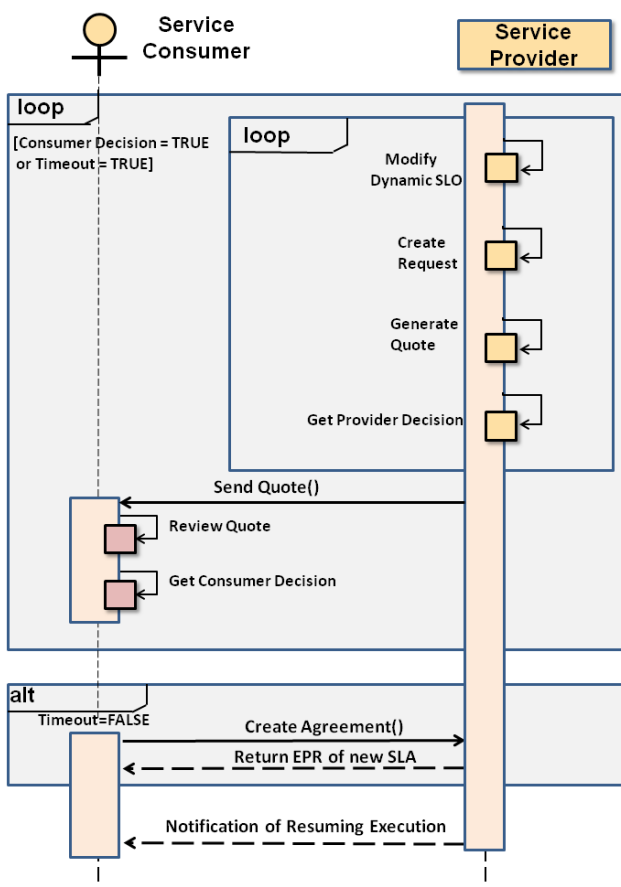 Service
Consumer
Service
Provider
loop
[Consumer Decision = TRUE
or Timeout = TRUE]
loop
Modify
Dynamic SLO
Create
Request
Generate
Quote
Get Provider Decision
Send Quote()
Review Quote
Get Consumer Decision
alt
Timeout=FALSE
Create Agreement()
Return EPR of new SLA
Notification of Resuming Execution